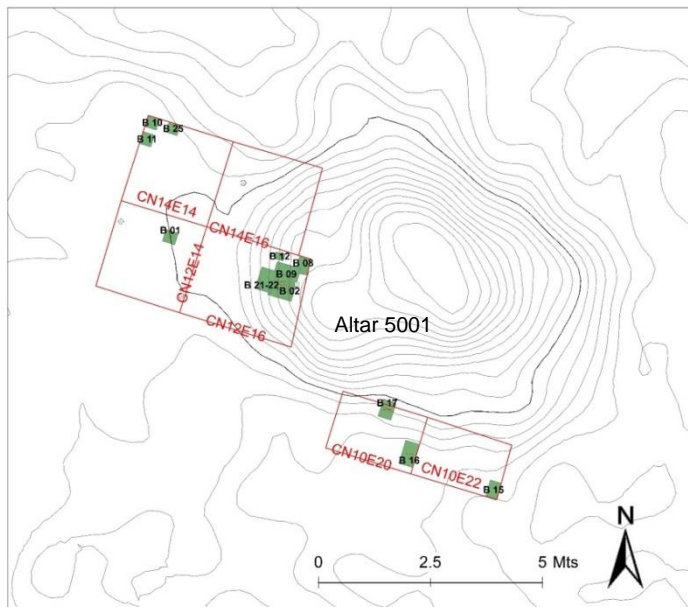 B 10
B 25
B 11
CN14E14
CN14E16
B 01
B 12
B 08
B 09
CN12E14
B 21-22
B 02
CN12E16
Altar 5001
B 17
CN10E20
B 16
CN10E22
B 15
N
0 2.5 5 Mts